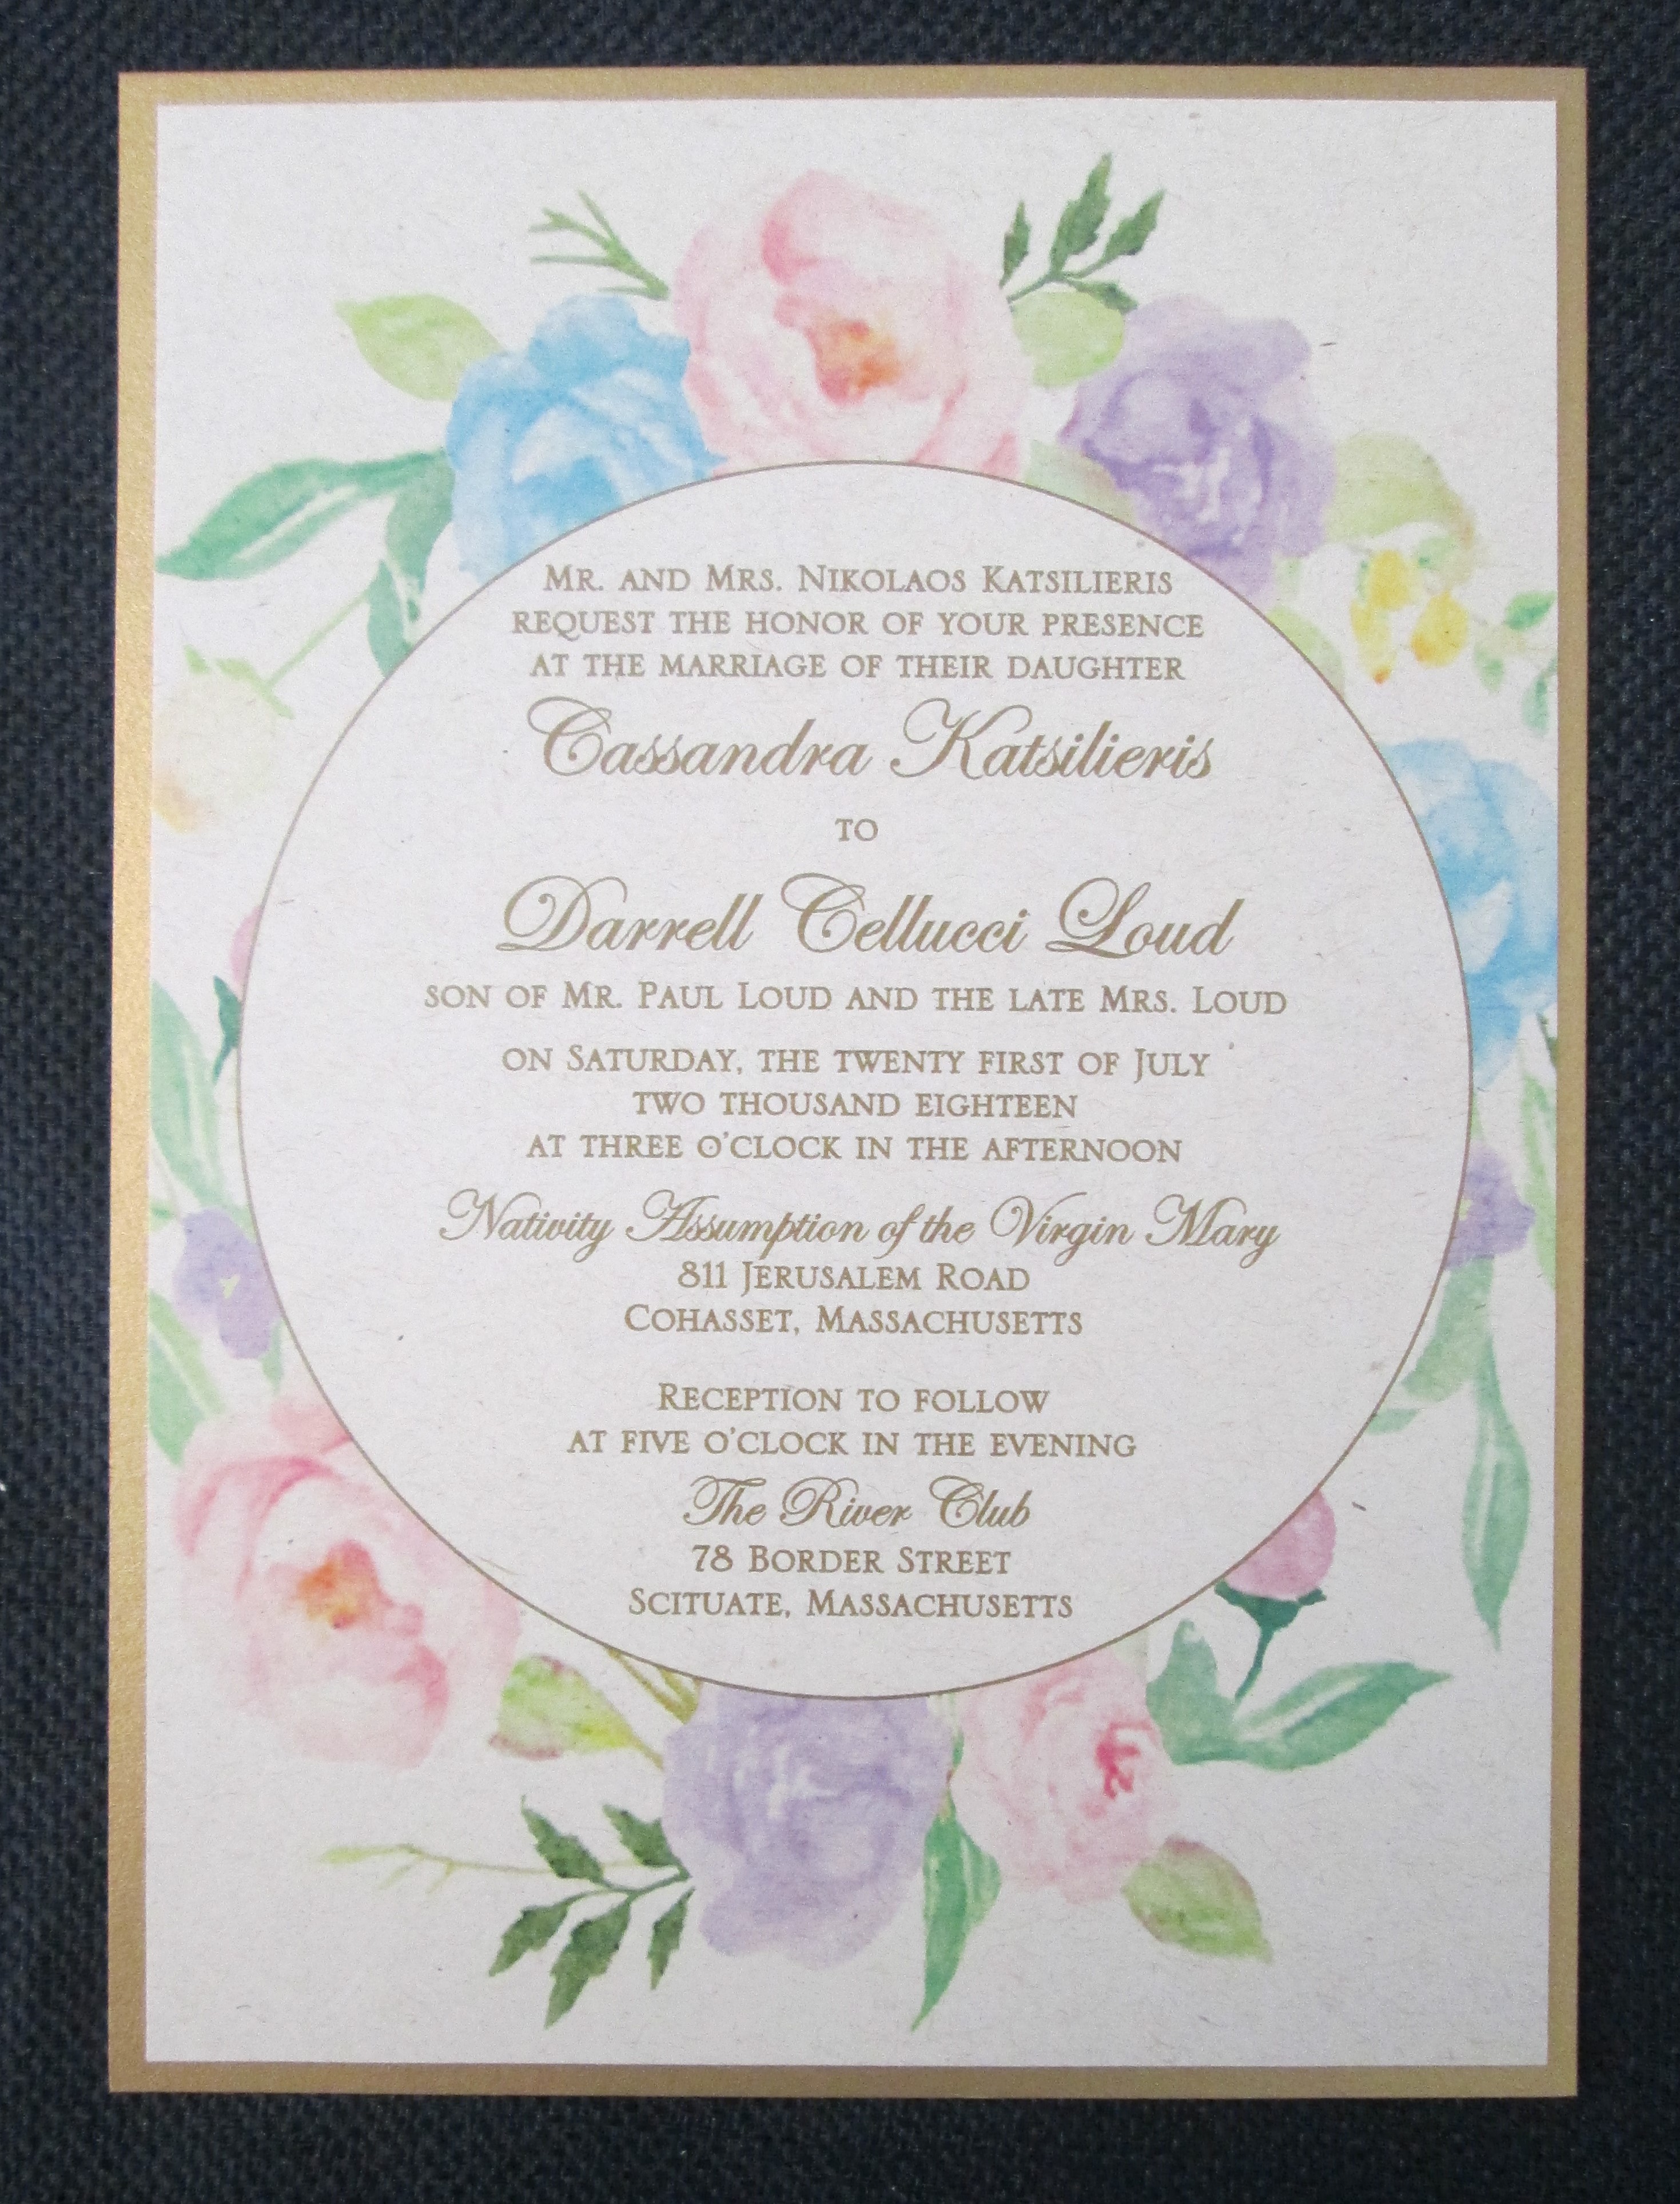 Mr. and Mrs. Nikolaos Katsilieris
request the honor of your presence
at the marriage of their daughter
Cassandra Katsilieris
to
Darrell Cellucci Loud
son of Mr. Paul Loud and the late Mrs. Loud
on Saturday, the twenty first of July
two thousand eighteen
at three o'clock in the afternoon
Nativity Assumption of the Virgin Mary
811 Jerusalem Road
Cohasset, Massachusetts
Reception to follow
at five o'clock in the evening
The River Club
78 Border Street
Scituate, Massachusetts